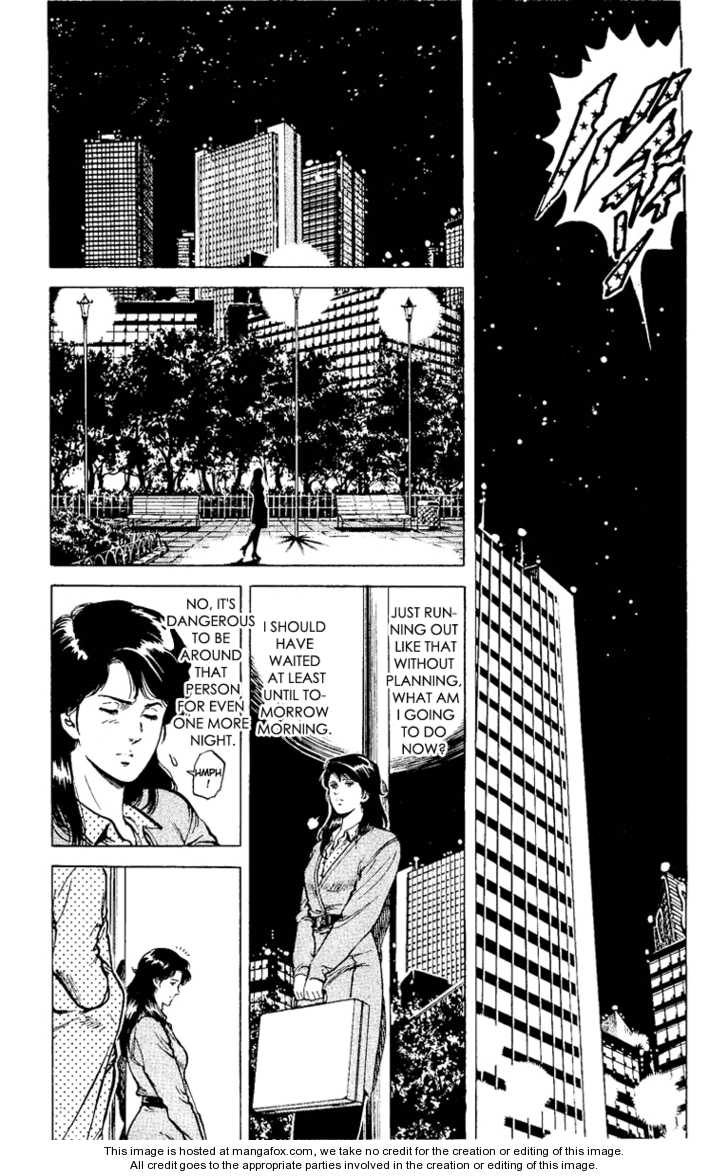 JUST RUN-
NING OUT
LIKE THAT
WITHOUT
PLANNING,
WHAT AM
I GOING
TO DO
NOW?
I SHOULD
HAVE
WAITED
AT LEAST
UNTIL TO-
MORROW
MORNING.
NO, IT'S
DANGEROUS
TO BE
AROUND
THAT
PERSON
FOR EVEN
ONE MORE
NIGHT.
HMPH
!
This image is hosted at mangafox.com, we take no credit for the creation or editing of this image.
All credit goes to the appropriate parties involved in the creation or editing of this image.